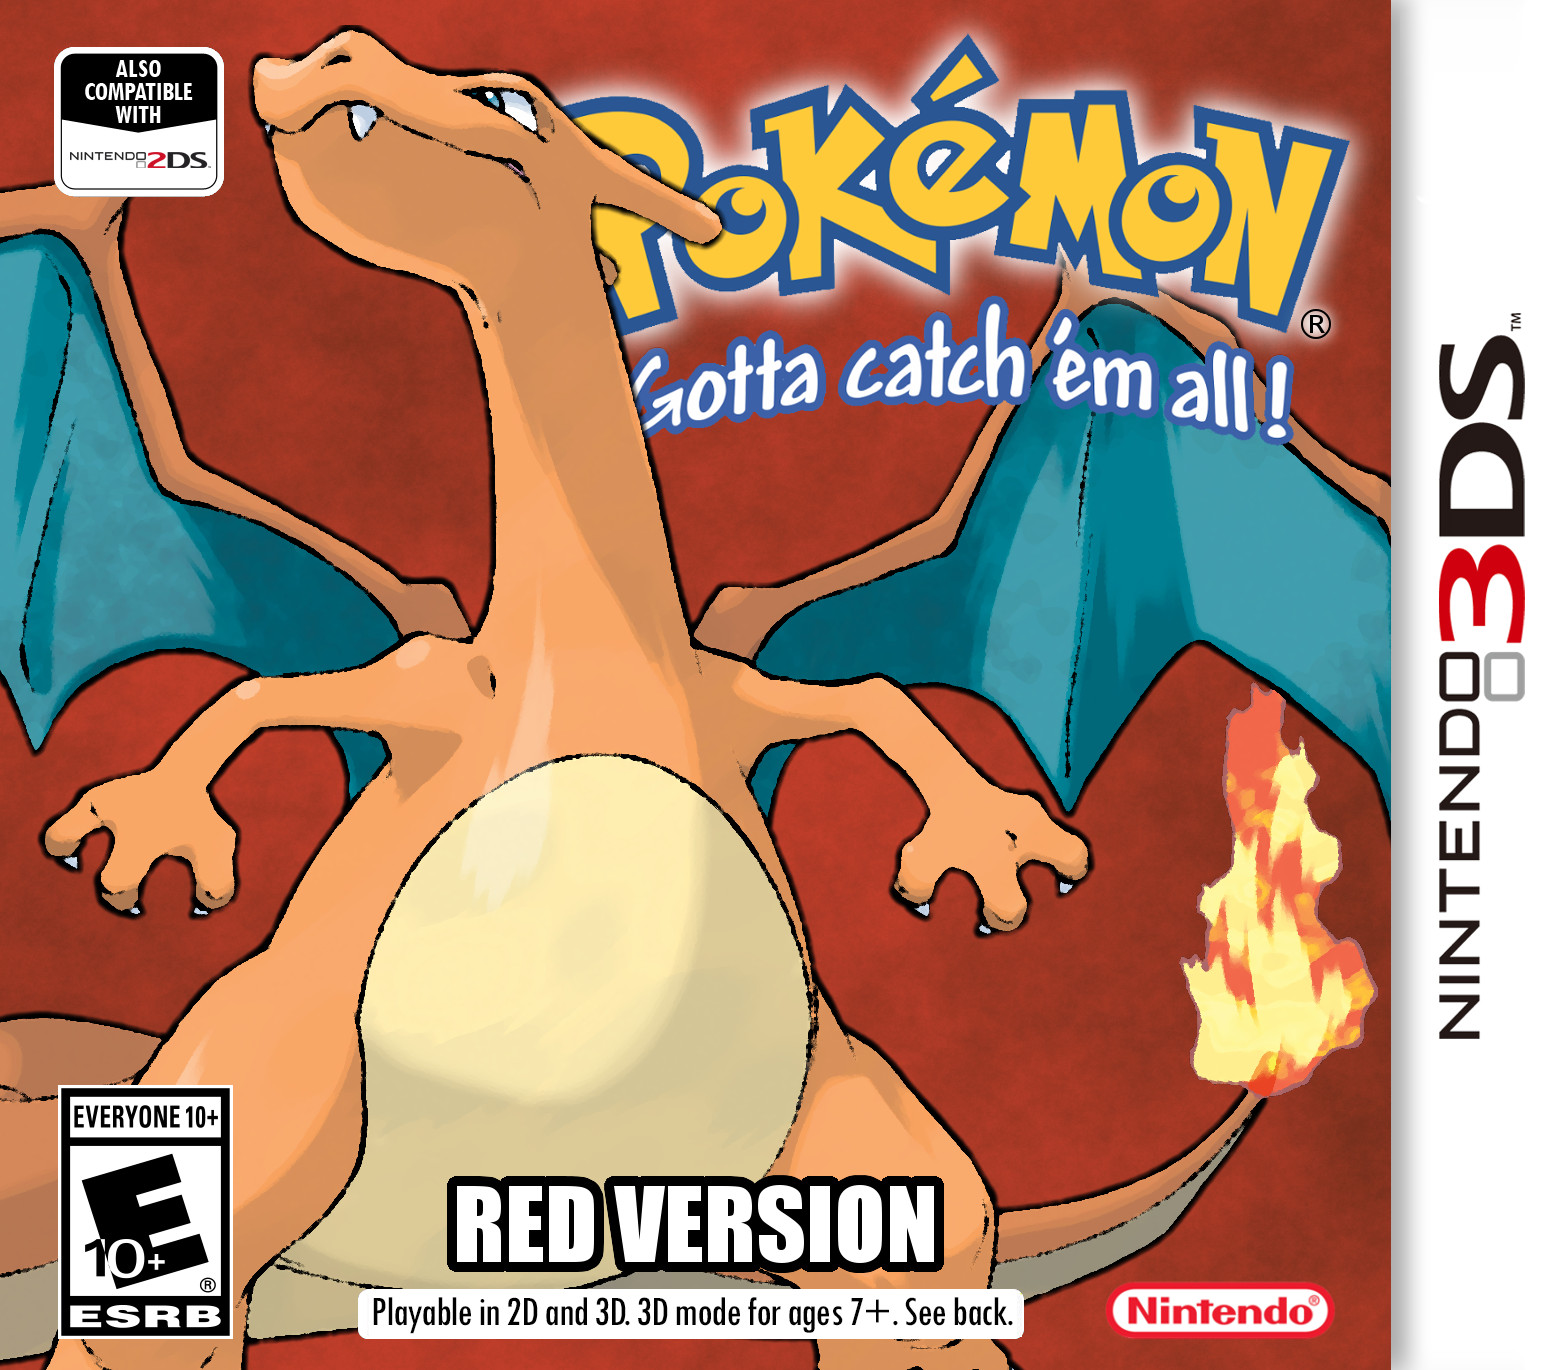 ALSO
COMPATIBLE
WITH
NINTENDO 2DS
POKéMON
®
Gotta catch 'em all!
NINTENDO 3DS
™
EVERYONE 10+
E
10+
®
ESRB
RED VERSION
Playable in 2D and 3D. 3D mode for ages 7+. See back.
Nintendo®